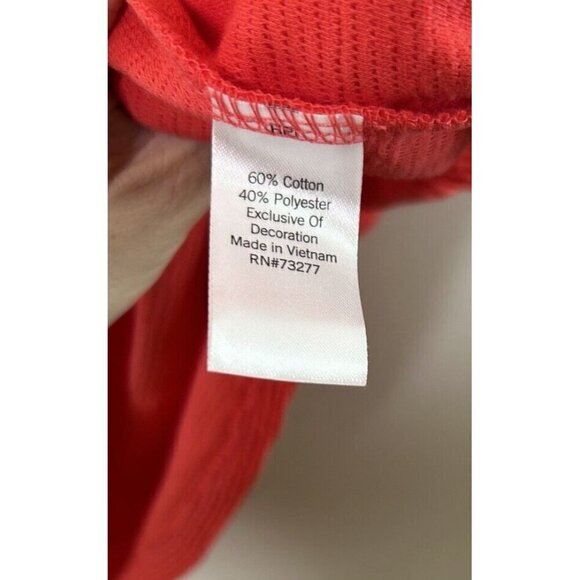 60% Cotton
40% Polyester
Exclusive Of
Decoration
Made in Vietnam
RN#73277